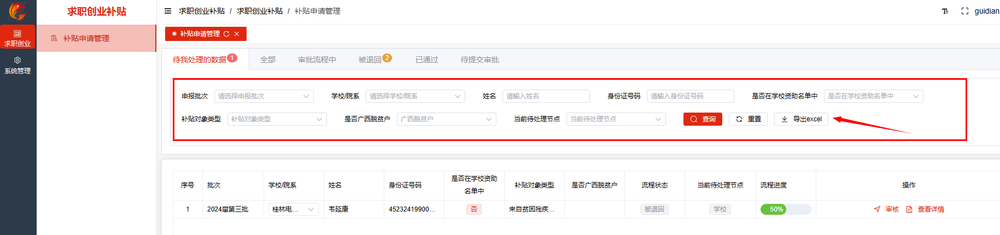 求职创业补贴
求职创业补贴 / 求职创业补贴 / 补贴申请管理
guidian
求职创业
系统管理
补贴申请管理
补贴申请管理
待我处理的数据 1 全部 审批流程中 被退回 2 已通过 待提交审批
申报批次 请选择申报批次 学校/院系 请选择学校/院系 姓名 请输入姓名 身份证号码 请输入身份证号码 是否在学校资助名单中 是否在学校资助名单中
补贴对象类型 补贴对象类型 是否广西脱贫户 广西脱贫户 当前待处理节点 当前待处理节点 查询 重置 导出excel
序号 批次 学校/院系 姓名 身份证号码 是否在学校资助名单中 补贴对象类型 是否广西脱贫户 流程状态 当前待处理节点 流程进度 操作
1 2024届第三批 桂林电... 韦延康 45232419900... 否 来自贫困残疾... 被退回 学校 50% 审核 查看详情